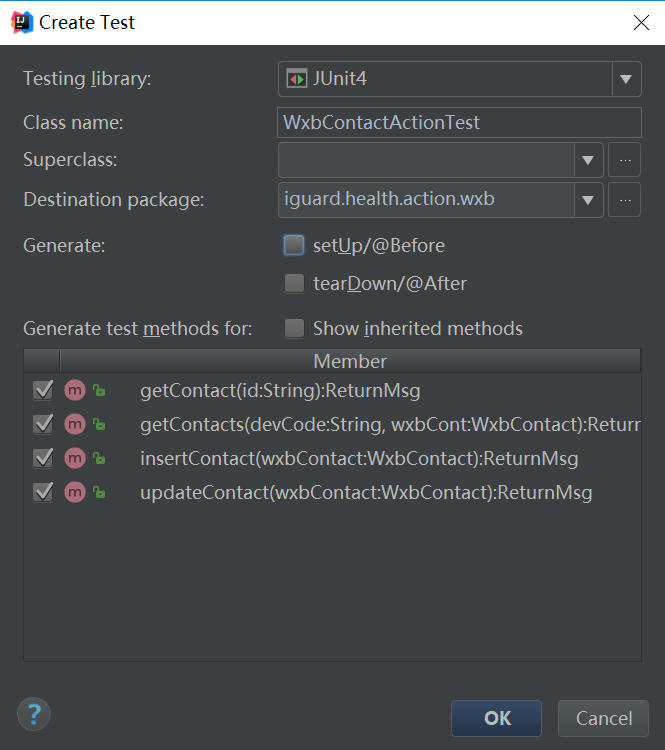 Create Test
Testing library: JUnit4
Class name: WxbContactActionTest
Superclass: ...
Destination package: iguard.health.action.wxb ...
Generate: setUp/@Before
tearDown/@After
Generate test methods for: Show inherited methods
Member
m getContact(id:String):ReturnMsg
m getContacts(devCode:String, wxbCont:WxbContact):Return
m insertContact(wxbContact:WxbContact):ReturnMsg
m updateContact(wxbContact:WxbContact):ReturnMsg
? OK Cancel